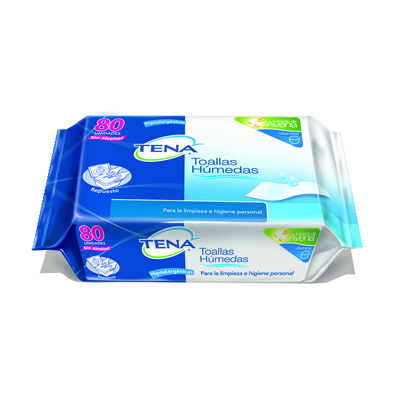 80
UNIDADES
Sin alcohol
Hipoalergénicas
Avena
vitamina
e
TENA
Toallas
Húmedas
Repuesto
Para la limpieza e higiene personal
80
UNIDADES
Sin alcohol
TENA
Hipoalergénicas
Toallas
Húmedas
Para la limpieza e higiene personal
Avena
e